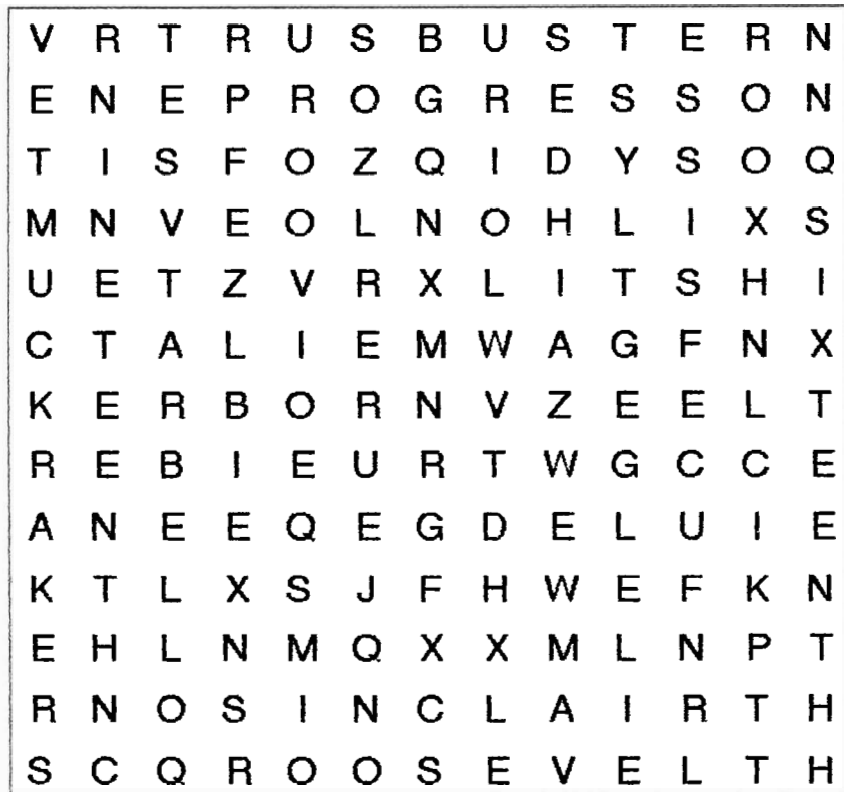 V R T R U S B U S T E R N
E N E P R O G R E S S O N
T I S F O Z Q I D Y S O Q
M N V E O L N O H L I X S
U E T Z V R X L I T S H I
C T A L I E M W A G F N X
K E R B O R N V Z E E L T
R E B I E U R T W G C C E
A N E E Q E G D E L U I E
K T L X S J F H W E F K N
E H L N M Q X X M L N P T
R N O S I N C L A I R T H
S C Q R O O S E V E L T H